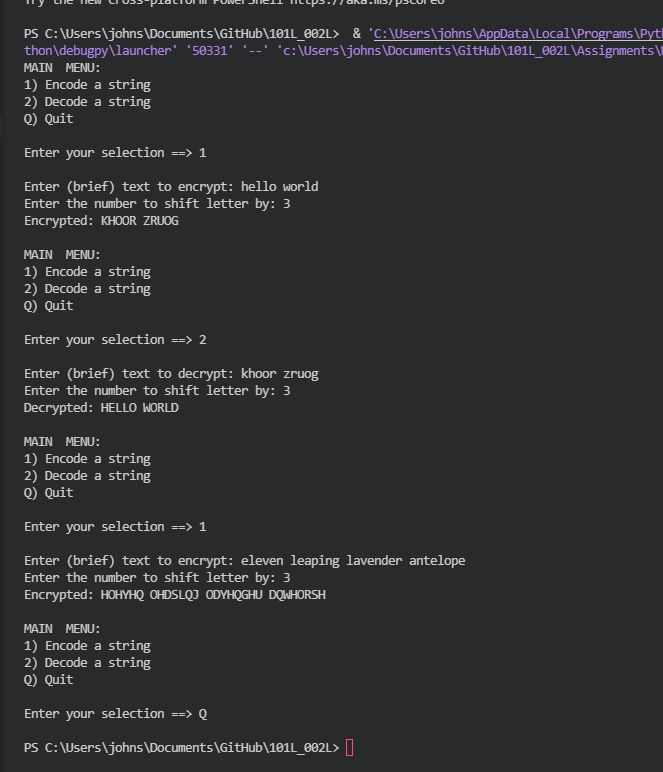 Try the new cross-platform PowerShell https://aka.ms/pscore6
PS C:\Users\johns\Documents\GitHub\101L_002L>  & 'C:\Users\johns\AppData\Local\Programs\Pyth
thon\debugpy\launcher' '50331' '--' 'c:\Users\johns\Documents\GitHub\101L_002L\Assignments\
MAIN  MENU:
1) Encode a string
2) Decode a string
Q) Quit
Enter your selection ==> 1
Enter (brief) text to encrypt: hello world
Enter the number to shift letter by: 3
Encrypted: KHOOR ZRUOG
MAIN  MENU:
1) Encode a string
2) Decode a string
Q) Quit
Enter your selection ==> 2
Enter (brief) text to decrypt: khoor zruog
Enter the number to shift letter by: 3
Decrypted: HELLO WORLD
MAIN  MENU:
1) Encode a string
2) Decode a string
Q) Quit
Enter your selection ==> 1
Enter (brief) text to encrypt: eleven leaping lavender antelope
Enter the number to shift letter by: 3
Encrypted: HOHYHQ OHDSLQJ ODYHQGHU DQWHORSH
MAIN  MENU:
1) Encode a string
2) Decode a string
Q) Quit
Enter your selection ==> Q
PS C:\Users\johns\Documents\GitHub\101L_002L>